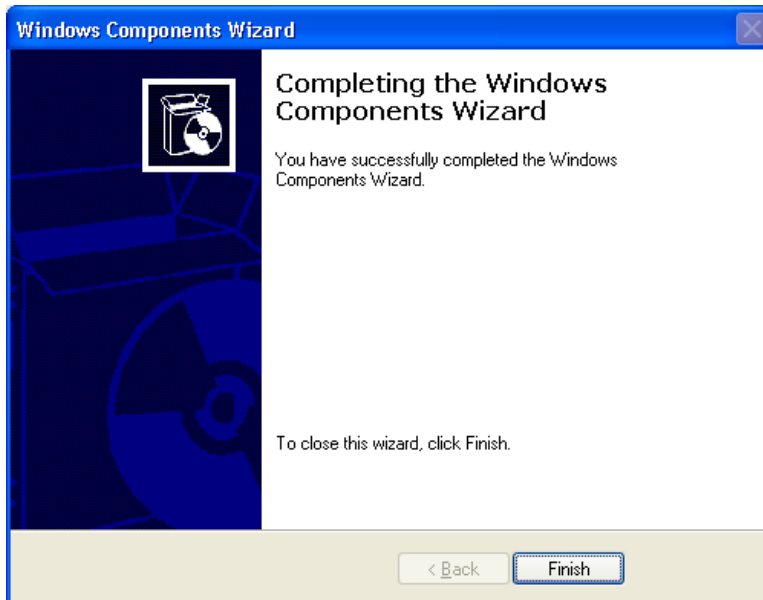 Windows Components Wizard
Completing the Windows
Components Wizard
You have successfully completed the Windows
Components Wizard.
To close this wizard, click Finish.
< Back Finish